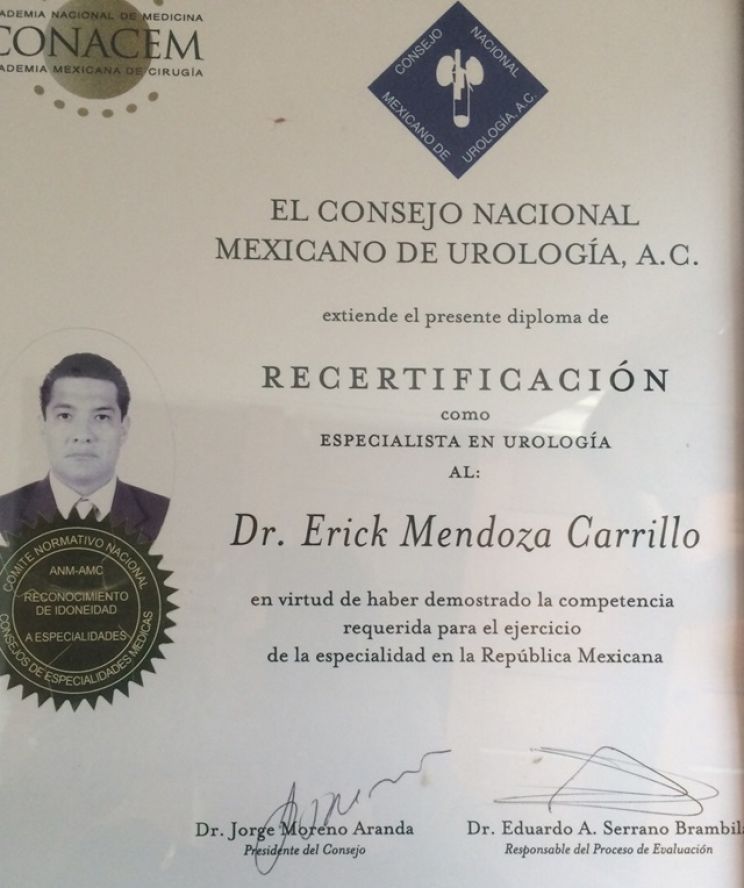 ADEMIA NACIONAL DE MEDICINA
CONACEM
ADEMIA MEXICANA DE CIRUGÍA
CONSEJO NACIONAL
MEXICANO DE UROLOGÍA, A.C.
EL CONSEJO NACIONAL
MEXICANO DE UROLOGÍA, A.C.
extiende el presente diploma de
RECERTIFICACIÓN
como
ESPECIALISTA EN UROLOGÍA
AL:
Dr. Erick Mendoza Carrillo
en virtud de haber demostrado la competencia
requerida para el ejercicio
de la especialidad en la República Mexicana
COMITE NORMATIVO NACIONAL
ANM-AMC
RECONOCIMIENTO
DE IDONEIDAD
A ESPECIALIDADES
CONSEJOS DE ESPECIALIDADES MÉDICAS
Dr. Jorge Moreno Aranda
Presidente del Consejo
Dr. Eduardo A. Serrano Brambila
Responsable del Proceso de Evaluación